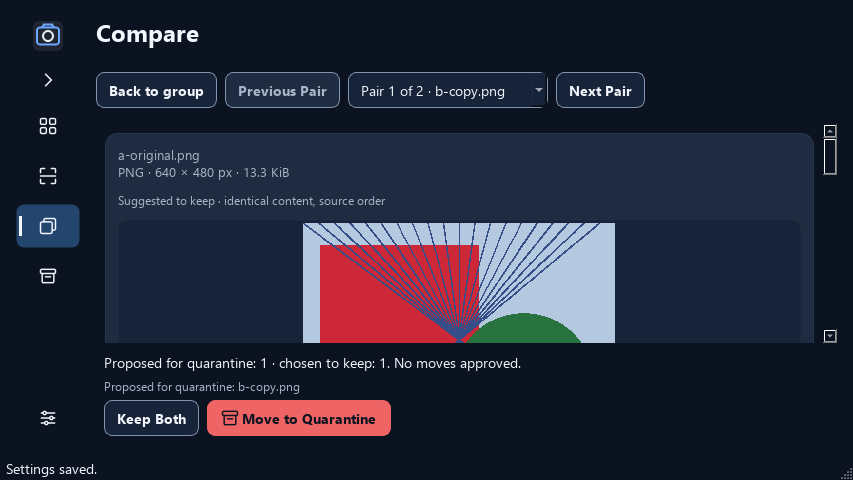 Compare
Back to group
Previous Pair
Pair 1 of 2 · b-copy.png
Next Pair
a-original.png
PNG · 640 × 480 px · 13.3 KiB
Suggested to keep · identical content, source order
Proposed for quarantine: 1 · chosen to keep: 1. No moves approved.
Proposed for quarantine: b-copy.png
Keep Both
Move to Quarantine
Settings saved.